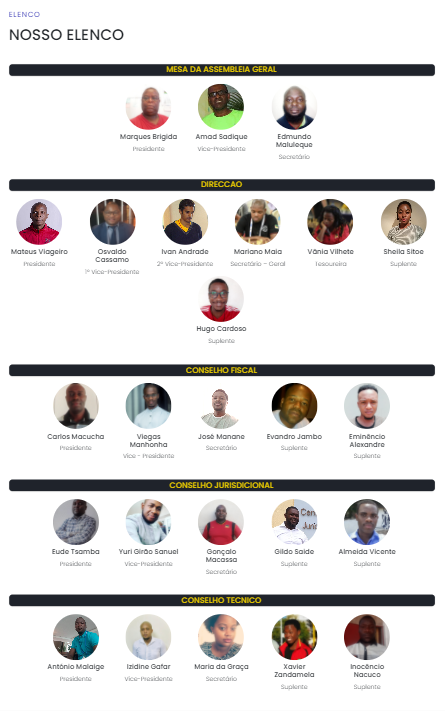 ELENCO
NOSSO ELENCO
MESA DA ASSEMBLEIA GERAL
Marques Brigida
Presidente
Amad Sadique
Vice-Presidente
Edmundo
Maluleque
Secretário
DIRECCAO
Mateus Viageiro
Presidente
Osvaldo
Cassamo
1º Vice-Presidente
Ivan Andrade
2º Vice-Presidente
Mariano Maia
Secretário – Geral
Vânia Vilhete
Tesoureira
Sheila Sitoe
Suplente
Hugo Cardoso
Suplente
CONSELHO FISCAL
Carlos Macucha
Presidente
Viegas
Manhonha
Vice - Presidente
José Manane
Secretário
Evandro Jambo
Suplente
Eminêncio
Alexandre
Suplente
CONSELHO JURISDICIONAL
Eude Tsamba
Presidente
Yuri Girão Sanuel
Vice-Presidente
Gonçalo
Macassa
Secretário
Gildo Saide
Suplente
Almeida Vicente
Suplente
CONSELHO TECNICO
António Malaige
Presidente
Izidine Gafar
Vice-Presidente
Maria da Graça
Secretário
Xavier
Zandamela
Suplente
Inocêncio
Nacuco
Suplente